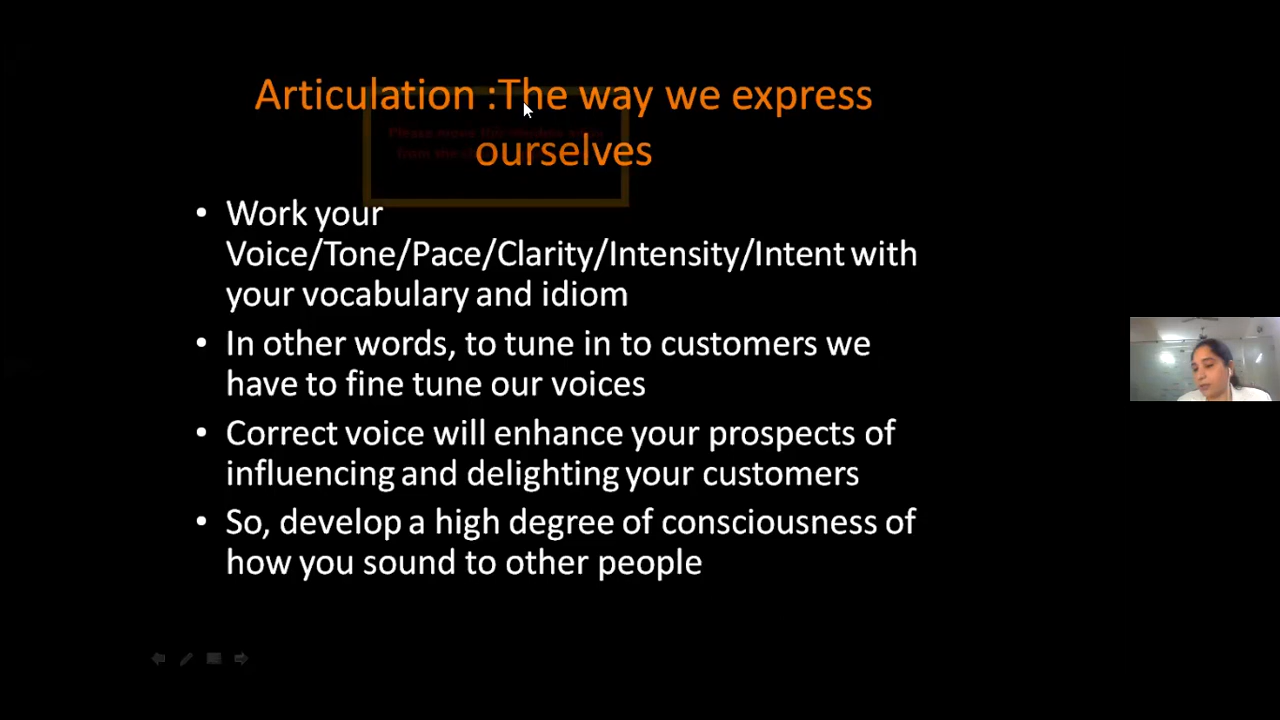 Articulation :The way we express
ourselves
• Work your
Voice/Tone/Pace/Clarity/Intensity/Intent with
your vocabulary and idiom
• In other words, to tune in to customers we
have to fine tune our voices
• Correct voice will enhance your prospects of
influencing and delighting your customers
• So, develop a high degree of consciousness of
how you sound to other people